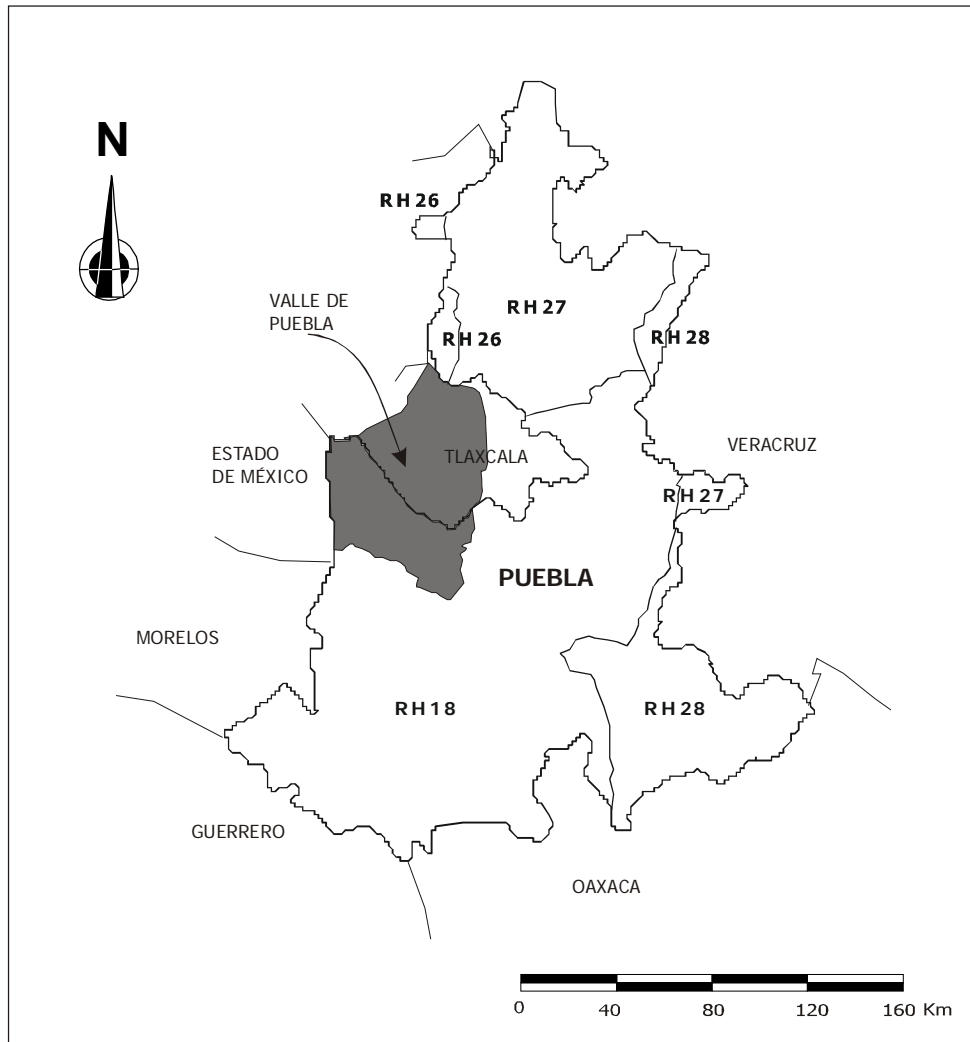 N
RH 26
VALLE DE
PUEBLA
RH 27
RH 26
RH 28
ESTADO
DE MÉXICO
TLAXCALA
VERACRUZ
RH 27
PUEBLA
MORELOS
RH 18
RH 28
GUERRERO
OAXACA
0 40 80 120 160 Km